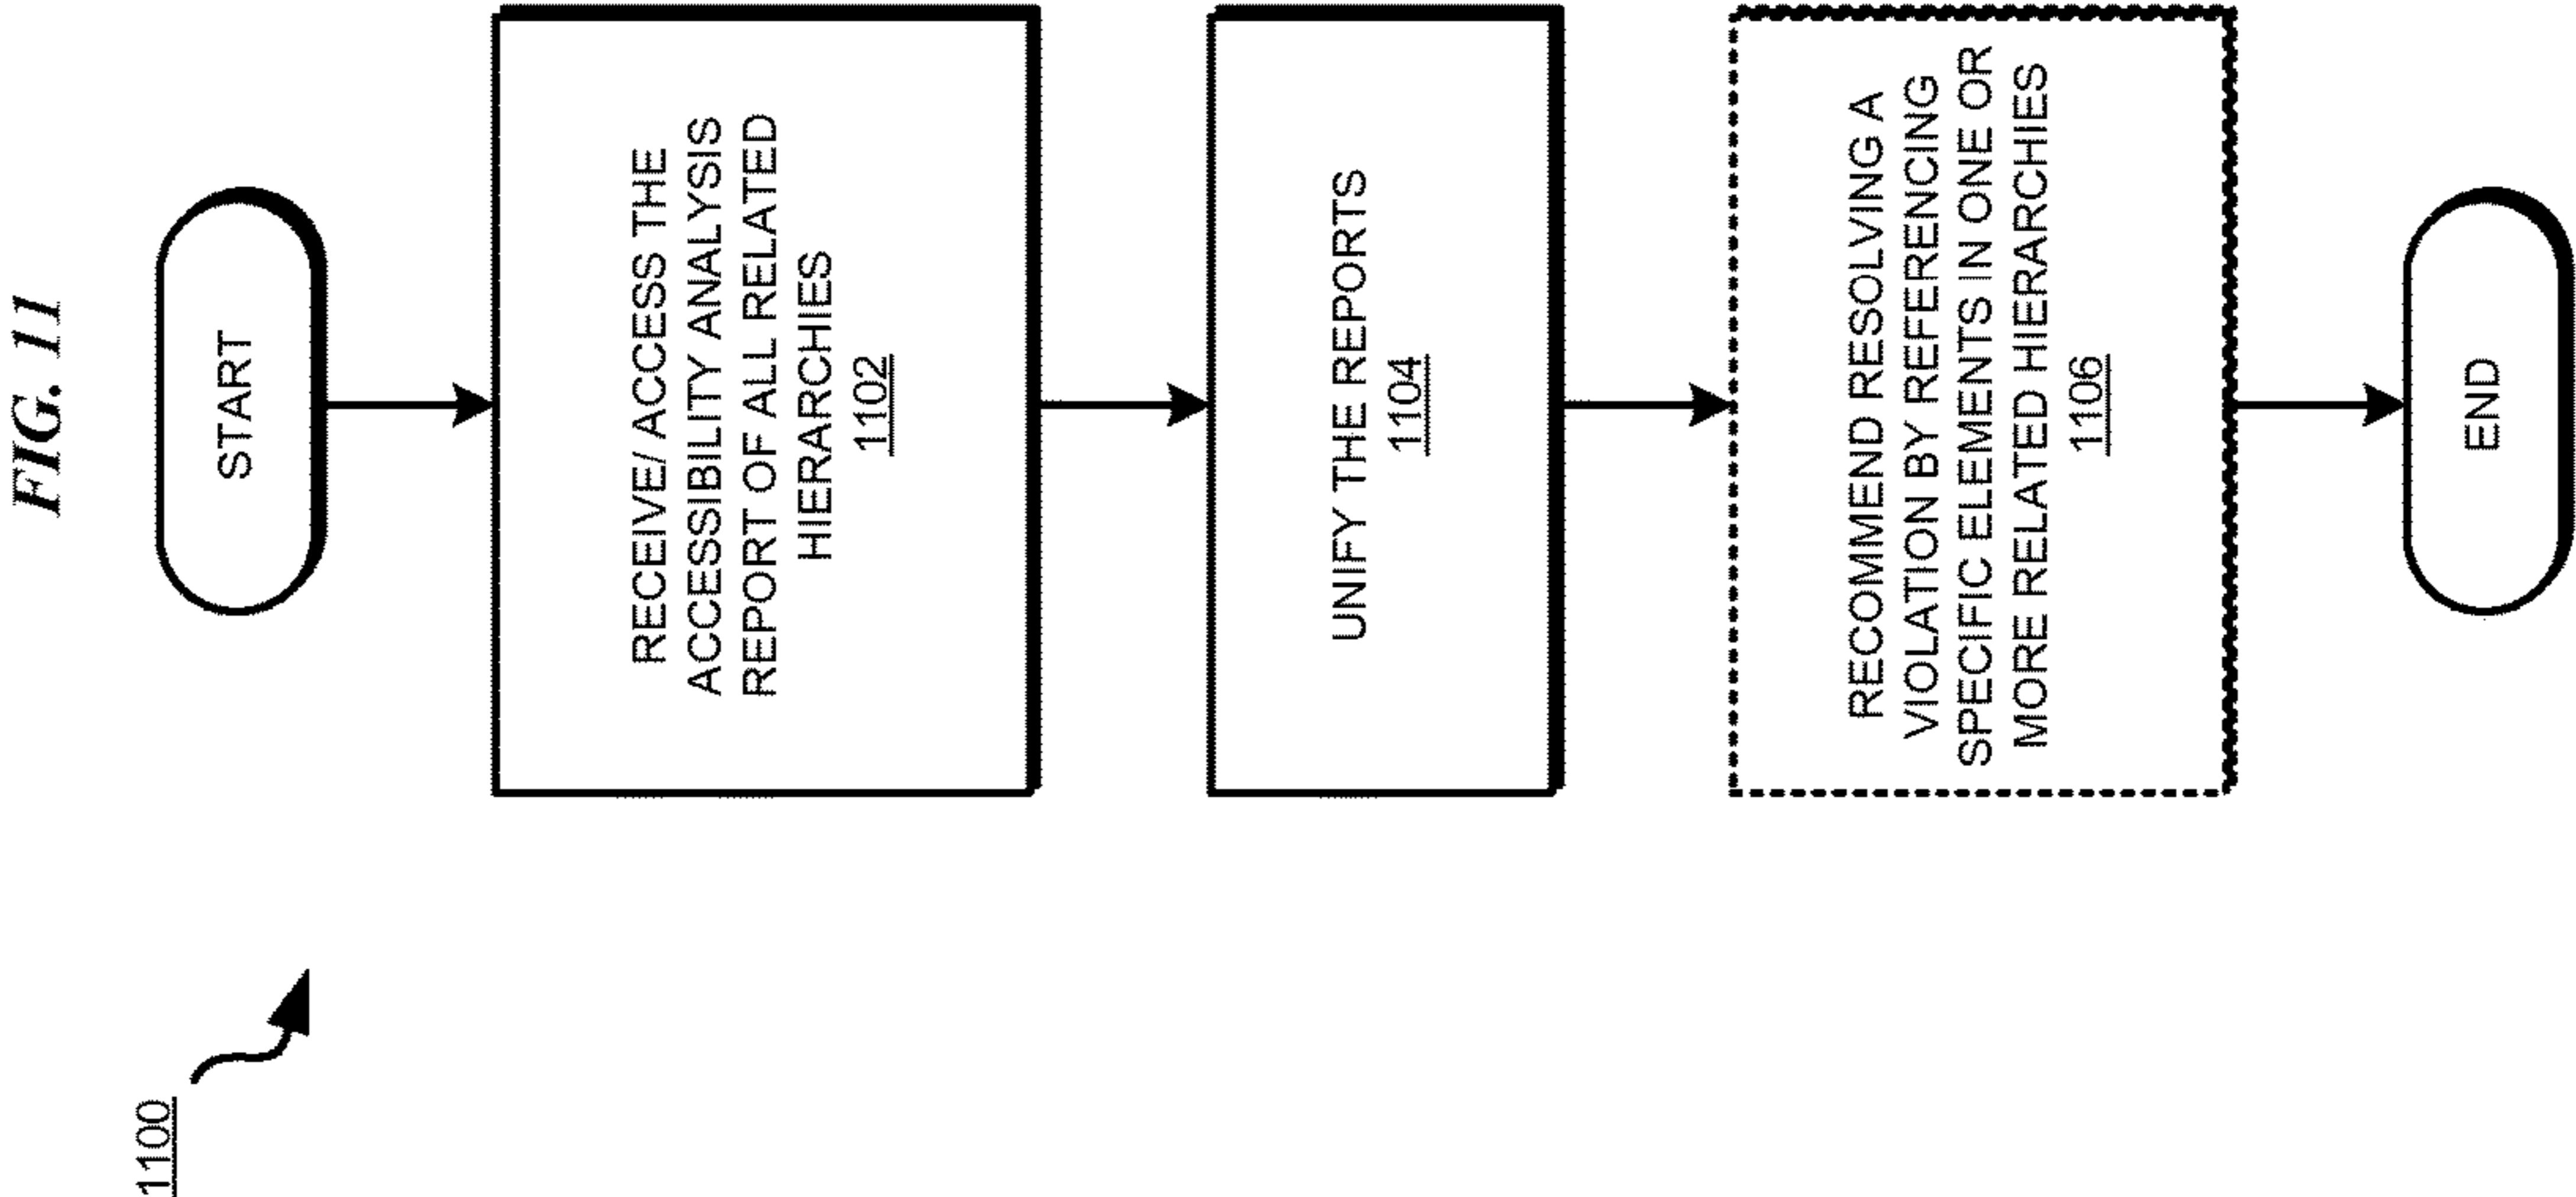 FIG. 11
1100
START
RECEIVE/ ACCESS THE
ACCESSIBILITY ANALYSIS
REPORT OF ALL RELATED
HIERARCHIES
1102
UNIFY THE REPORTS
1104
RECOMMEND RESOLVING A
VIOLATION BY REFERENCING
SPECIFIC ELEMENTS IN ONE OR
MORE RELATED HIERARCHIES
1106
END